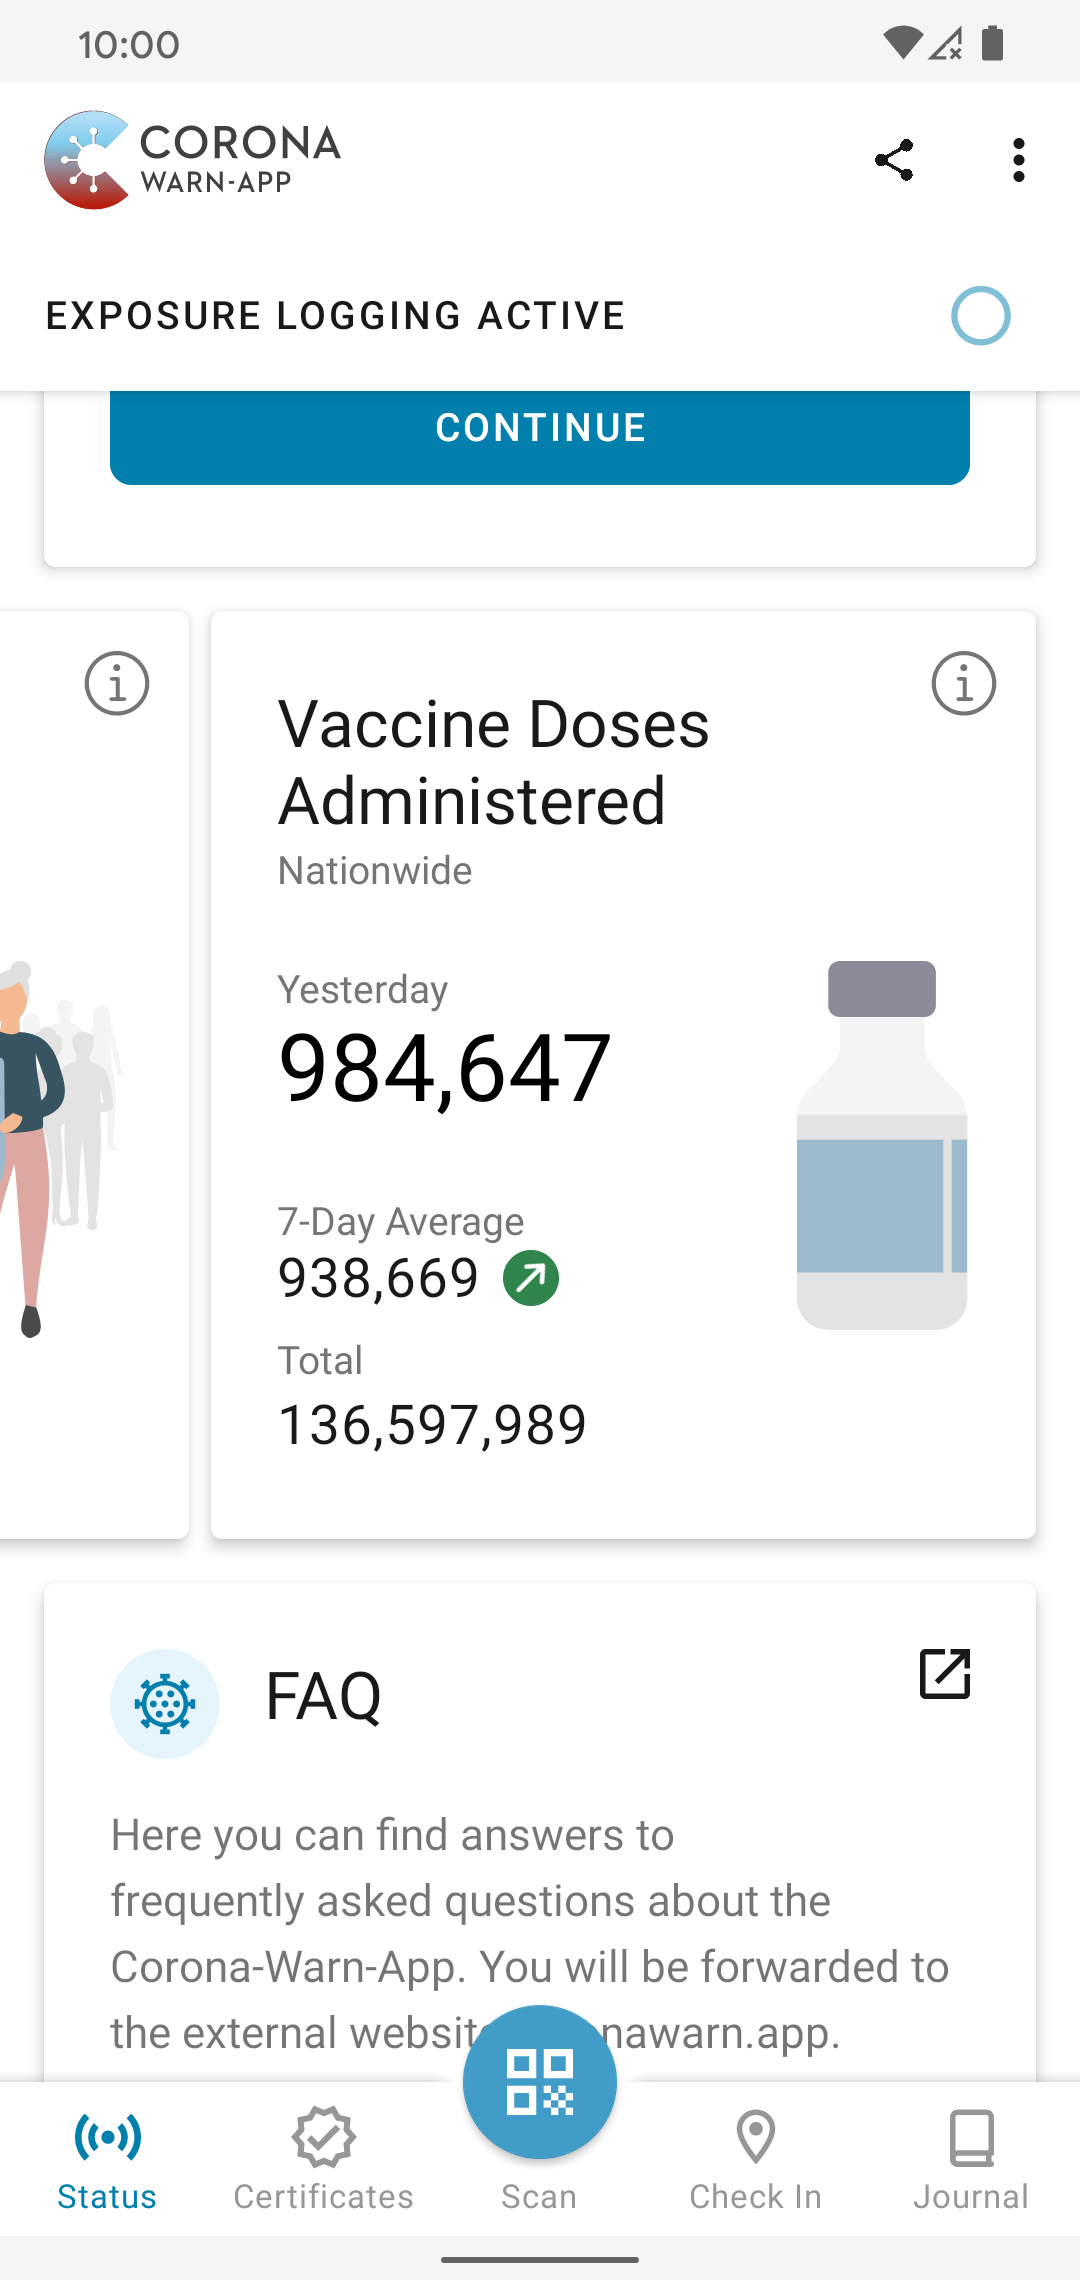 10:00
CORONA
WARN-APP
EXPOSURE LOGGING ACTIVE
CONTINUE
Vaccine Doses
Administered
Nationwide
Yesterday
984,647
7-Day Average
938,669
Total
136,597,989
FAQ
Here you can find answers to
frequently asked questions about the
Corona-Warn-App. You will be forwarded to
the external nawarn.app.
Status
Certificates
Scan
Check In
Journal